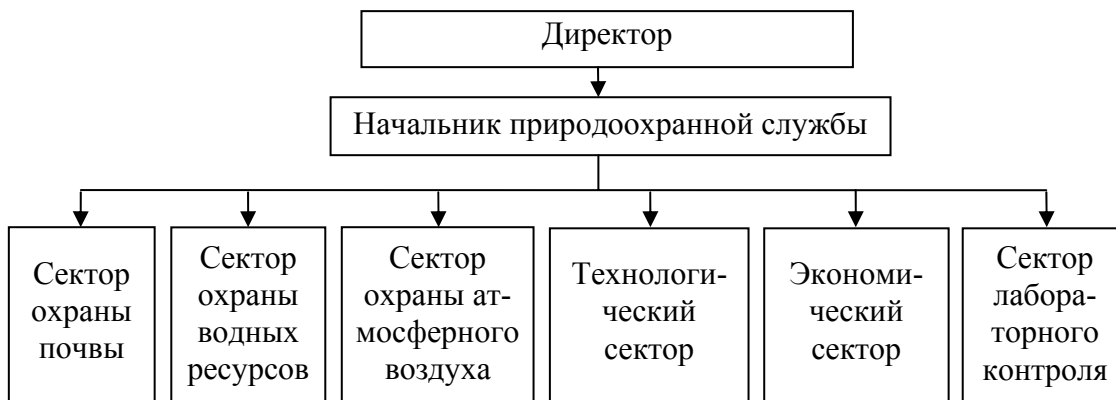 Директор
Начальник природоохранной службы
Сектор
охраны
почвы
Сектор
охраны
водных
ресурсов
Сектор
охраны ат-
мосферного
воздуха
Технологи-
ческий
сектор
Экономи-
ческий
сектор
Сектор
лабора-
торного
контроля